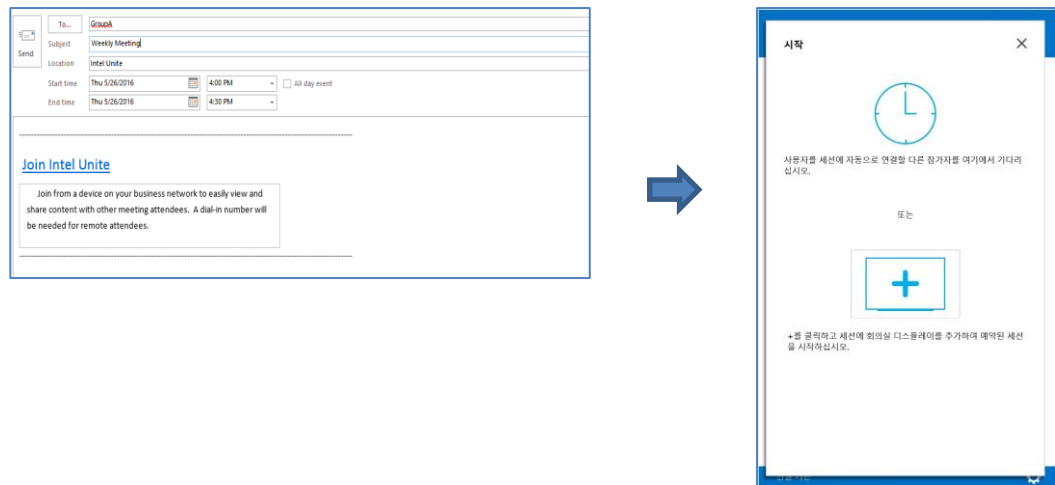 To...
GroupA
Send
Subject
Weekly Meeting
Location
Intel Unite
Start time
Thu 5/26/2016
4:00 PM
All day event
End time
Thu 5/26/2016
4:30 PM
Join Intel Unite
Join from a device on your business network to easily view and
share content with other meeting attendees. A dial-in number will
be needed for remote attendees.
시작
사용자를 세션에 자동으로 연결할 다른 참가자를 여기에서 기다리
십시오.
또는
+를 클릭하고 세션에 회의실 디스플레이를 추가하여 예약된 세션
을 시작하십시오.